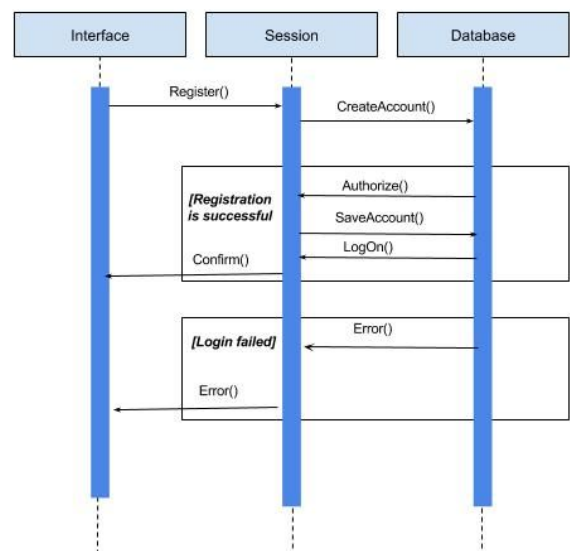 Interface
Session
Database
Register()
CreateAccount()
Authorize()
[Registration
is successful
SaveAccount()
LogOn()
Confirm()
Error()
[Login failed]
Error()